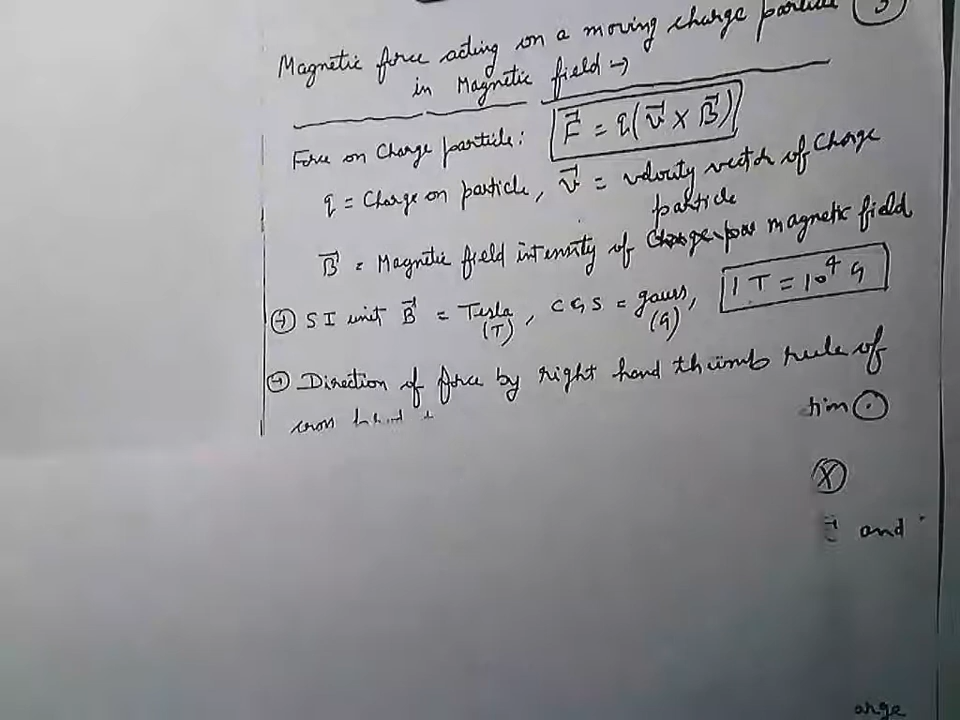 Magnetic force acting on a moving charge particle (3)
in Magnetic field →
Force on Charge particle: F⃗ = q(v⃗ × B⃗)
q = Charge on particle, v⃗ = velocity vector of Charge
particle
B⃗ = Magnetic field intensity of magnetic field
→ SI unit B⃗ = Tesla, CGS = gauss, 1 T = 10⁴ G
(T) (G)
→ Direction of force by right hand thumb rule of
cross
⊙
⊗
and